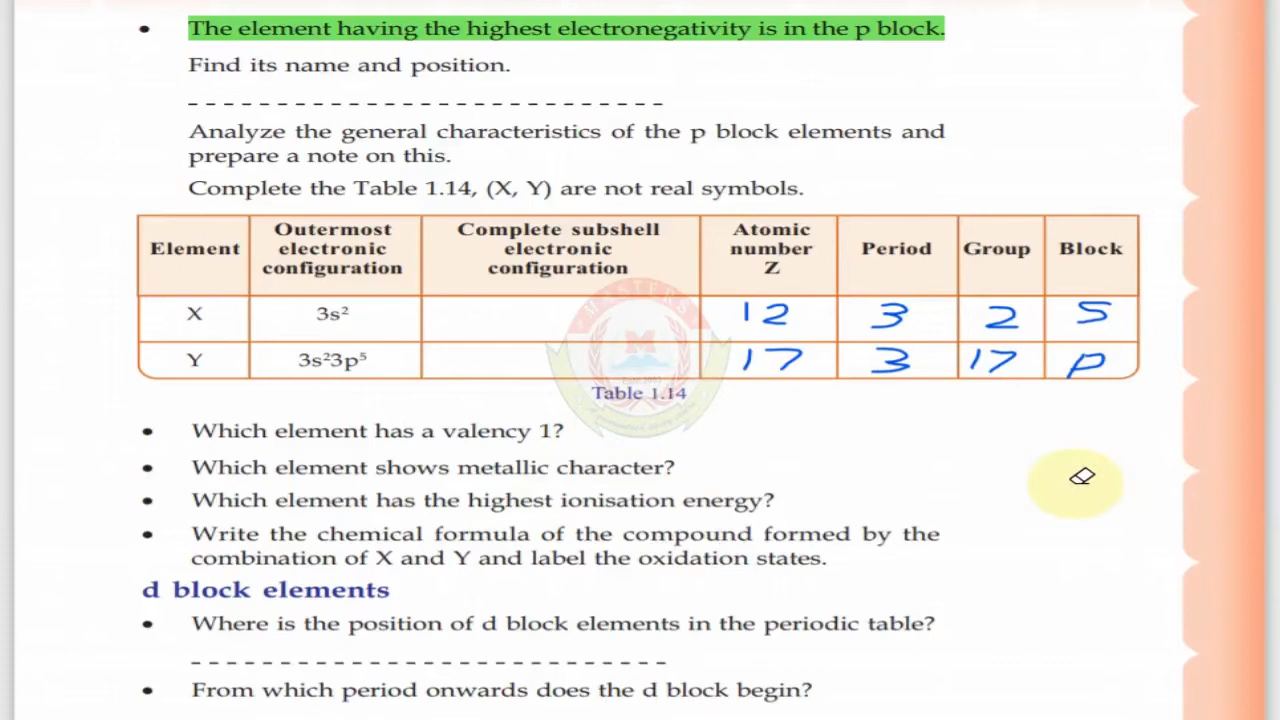 • The element having the highest electronegativity is in the p block.
Find its name and position.
Analyze the general characteristics of the p block elements and
prepare a note on this.
Complete the Table 1.14, (X, Y) are not real symbols.
Element | Outermost electronic configuration | Complete subshell electronic configuration | Atomic number Z | Period | Group | Block
X | 3s² | | 12 | 3 | 2 | S
Y | 3s²3p⁵ | | 17 | 3 | 17 | p
MASTERS
M
Table 1.14
• Which element has a valency 1?
• Which element shows metallic character?
• Which element has the highest ionisation energy?
• Write the chemical formula of the compound formed by the
combination of X and Y and label the oxidation states.
d block elements
• Where is the position of d block elements in the periodic table?
• From which period onwards does the d block begin?